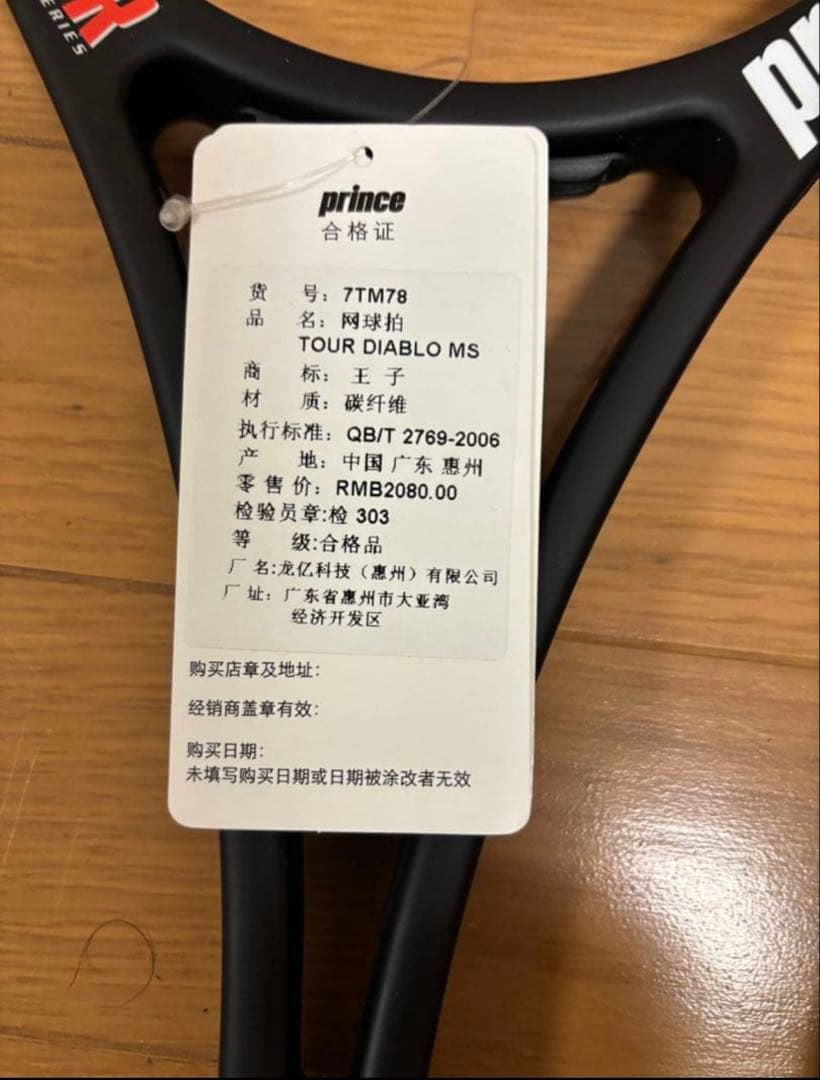 R
SERIES
pr
prince
合格证
货 号：7TM78
品 名：网球拍
TOUR DIABLO MS
商 标：王子
材 质：碳纤维
执行标准：QB/T 2769-2006
产 地：中国 广东 惠州
零售价：RMB2080.00
检验员章:检 303
等 级:合格品
厂 名:龙亿科技（惠州）有限公司
厂 址：广东省惠州市大亚湾
经济开发区
购买店章及地址：
经销商盖章有效：
购买日期：
未填写购买日期或日期被涂改者无效